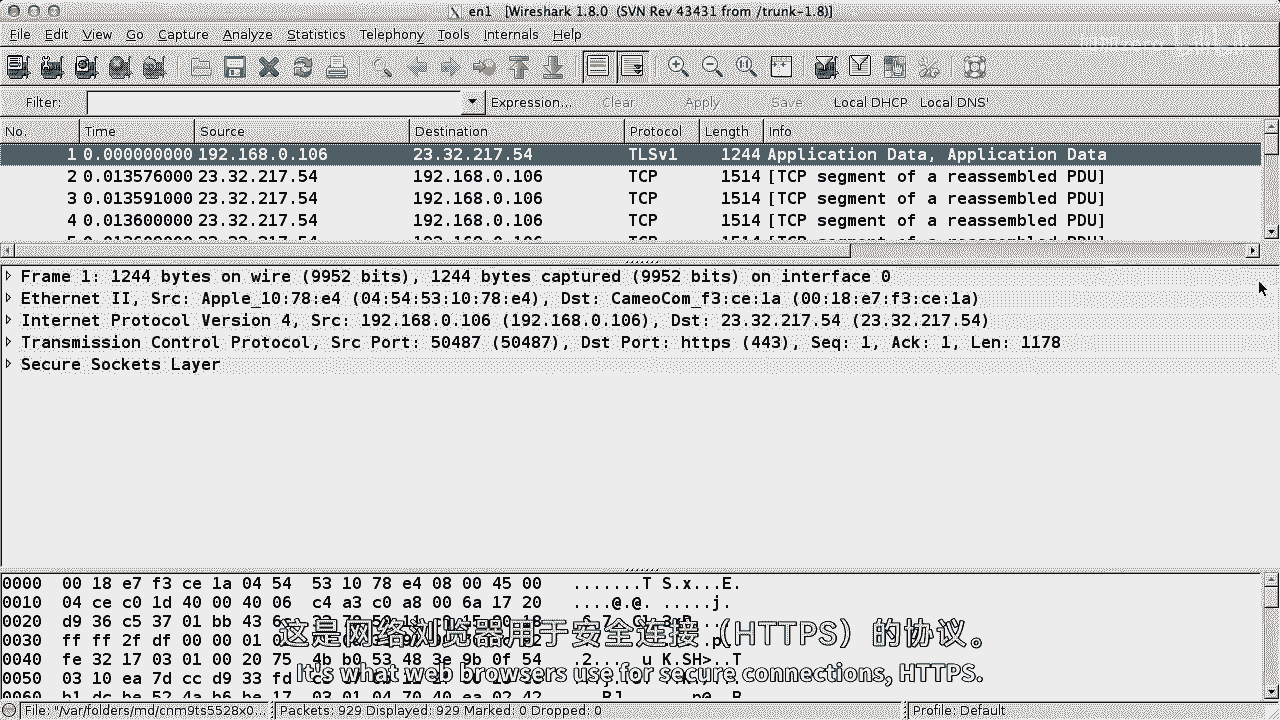 en1 [Wireshark 1.8.0 (SVN Rev 43431 from /trunk-1.8)]
File Edit View Go Capture Analyze Statistics Telephony Tools Internals Help
Filter: Expression... Clear Apply Save Local DHCP Local DNS'
No. Time Source Destination Protocol Length Info
1 0.000000000 192.168.0.106 23.32.217.54 TLSv1 1244 Application Data, Application Data
2 0.013576000 23.32.217.54 192.168.0.106 TCP 1514 [TCP segment of a reassembled PDU]
3 0.013591000 23.32.217.54 192.168.0.106 TCP 1514 [TCP segment of a reassembled PDU]
4 0.013600000 23.32.217.54 192.168.0.106 TCP 1514 [TCP segment of a reassembled PDU]
Frame 1: 1244 bytes on wire (9952 bits), 1244 bytes captured (9952 bits) on interface 0
Ethernet II, Src: Apple_10:78:e4 (04:54:53:10:78:e4), Dst: CameoCom_f3:ce:1a (00:18:e7:f3:ce:1a)
Internet Protocol Version 4, Src: 192.168.0.106 (192.168.0.106), Dst: 23.32.217.54 (23.32.217.54)
Transmission Control Protocol, Src Port: 50487 (50487), Dst Port: https (443), Seq: 1, Ack: 1, Len: 1178
Secure Sockets Layer
0000 00 18 e7 f3 ce 1a 04 54 53 10 78 e4 08 00 45 00 .......T S.x...E.
0010 04 ce c0 1d 40 00 40 06 c4 a3 c0 a8 00 6a 17 20 ....@.@. .....j.
0020 d9 36 c5 37 01 bb 43
0030 ff ff 2f df 00 00 01
这是网络浏览器用于安全连接（HTTPS）的协议。
0040 fe 32 17 03 01 00 20 75 4b b0 53 48 3e 9b 0f 54 .2.... u K.SH>..T
0050 03 10 ea 7d cc d9 33 fd
It's what web browsers use for secure connections, HTTPS.
File: "/var/folders/md/cnm9ts5528x0... Packets: 929 Displayed: 929 Marked: 0 Dropped: 0 Profile: Default